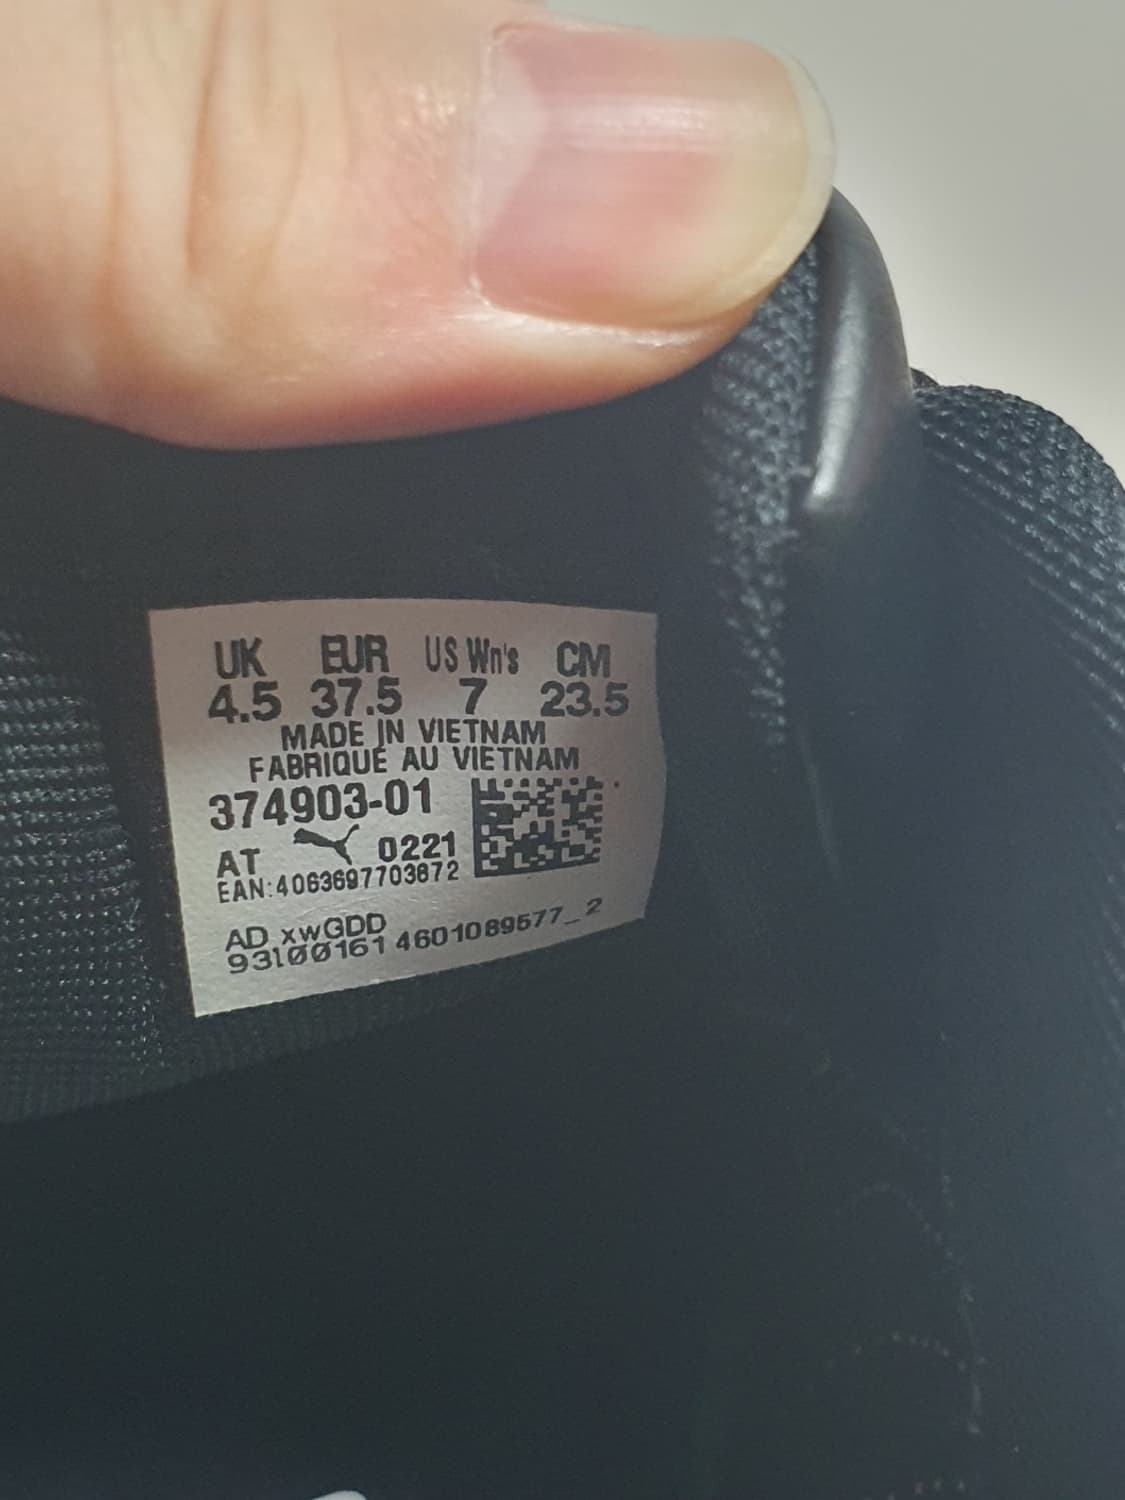 UK EUR US Wn's CM
4.5 37.5 7 23.5
MADE IN VIETNAM
FABRIQUÉ AU VIETNAM
374903-01
AT 0221
EAN:4063697703872
AD xwGDD
93100161 4601089577_2